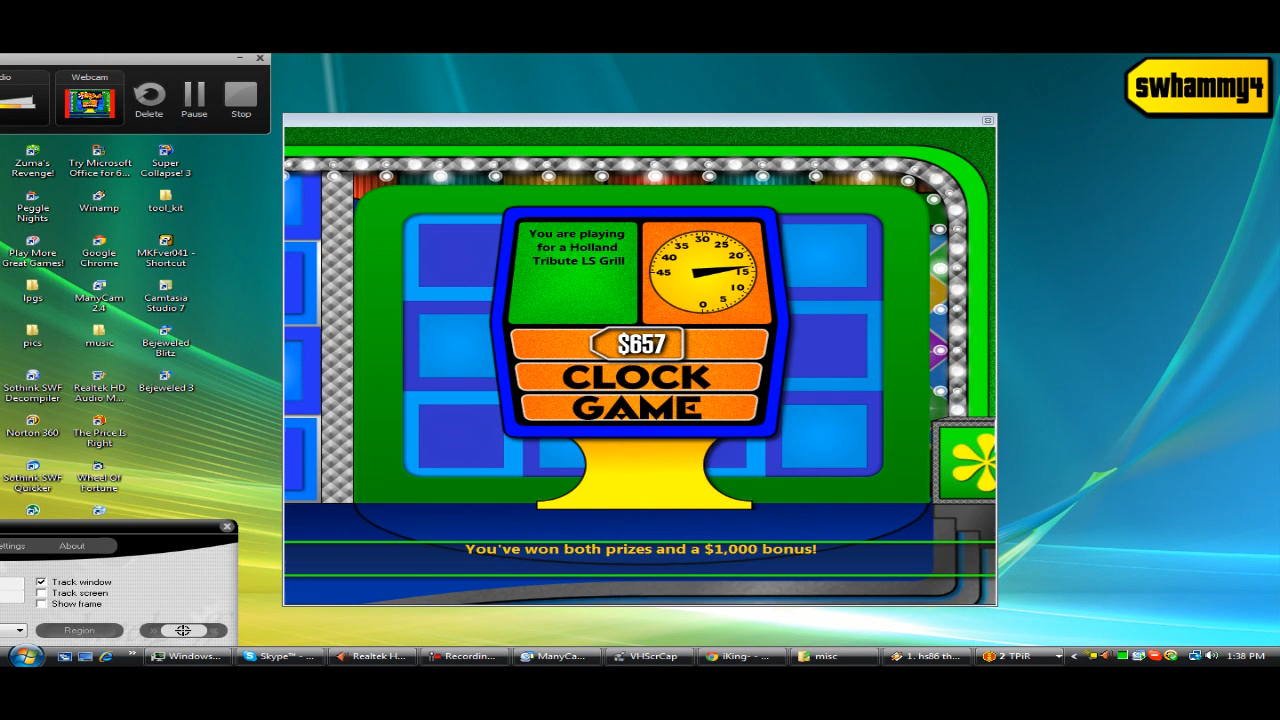 dio
Webcam
Delete
Pause
Stop
swhammy4
Zuma's
Revenge!
Try Microsoft
Office for 6...
Super
Collapse! 3
Peggle
Nights
Winamp
tool_kit
Play More
Great Games!
Google
Chrome
MKFver041 -
Shortcut
lpgs
ManyCam
2.4
Camtasia
Studio 7
pics
music
Bejeweled
Blitz
Sothink SWF
Decompiler
Realtek HD
Audio M...
Bejeweled 3
Norton 360
The Price Is
Right
Sothink SWF
Quicker
Wheel Of
Fortune
You are playing
for a Holland
Tribute LS Grill
30
35
25
40
20
45
15
10
5
0
$657
CLOCK
GAME
You've won both prizes and a $1,000 bonus!
ettings
About
Track window
Track screen
Show frame
Region
Windows...
Skype™ - ...
Realtek H...
Recordin...
ManyCa...
VHScrCap
iKing- - ...
misc
1. hs86 th...
2 TPiR
1:38 PM